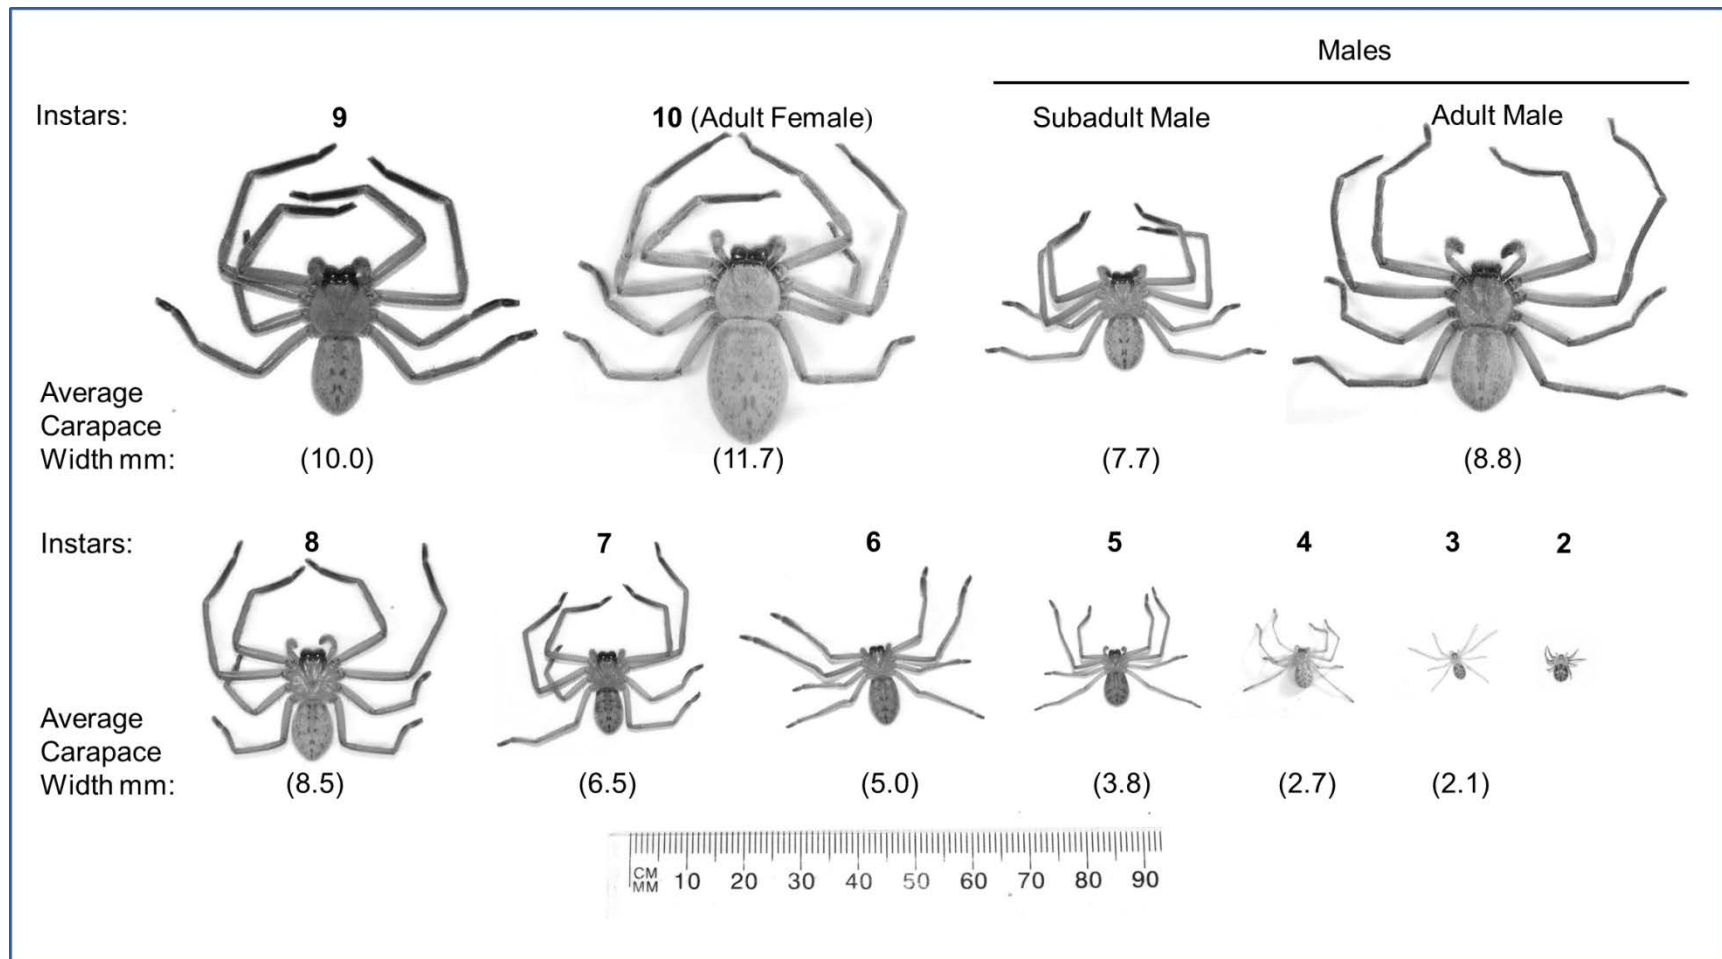 Males
Instars: 9 10 (Adult Female) Subadult Male Adult Male
Average
Carapace
Width mm: (10.0) (11.7) (7.7) (8.8)
Instars: 8 7 6 5 4 3 2
Average
Carapace
Width mm: (8.5) (6.5) (5.0) (3.8) (2.7) (2.1)
CM
MM 10 20 30 40 50 60 70 80 90